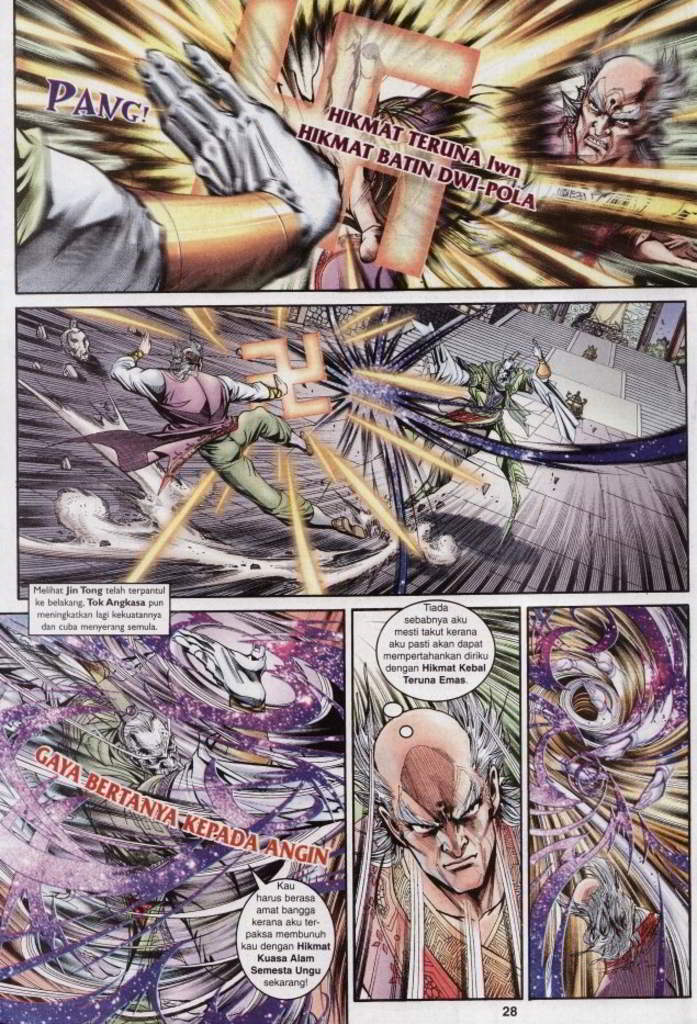 PANG!
HIKMAT TERUNA lwn
HIKMAT BATIN DWI-POLA
Melihat Jin Tong telah terpantul
ke belakang, Tok Angkasa pun
meningkatkan lagi kekuatannya
dan cuba menyerang semula.
Tiada
sebabnya aku
mesti takut kerana
aku pasti akan dapat
mempertahankan diriku
dengan Hikmat Kebal
Teruna Emas.
GAYA BERTANYA KEPADA ANGIN
Kau
harus berasa
amat bangga
kerana aku ter-
paksa membunuh
kau dengan Hikmat
Kuasa Alam
Semesta Ungu
sekarang!
28